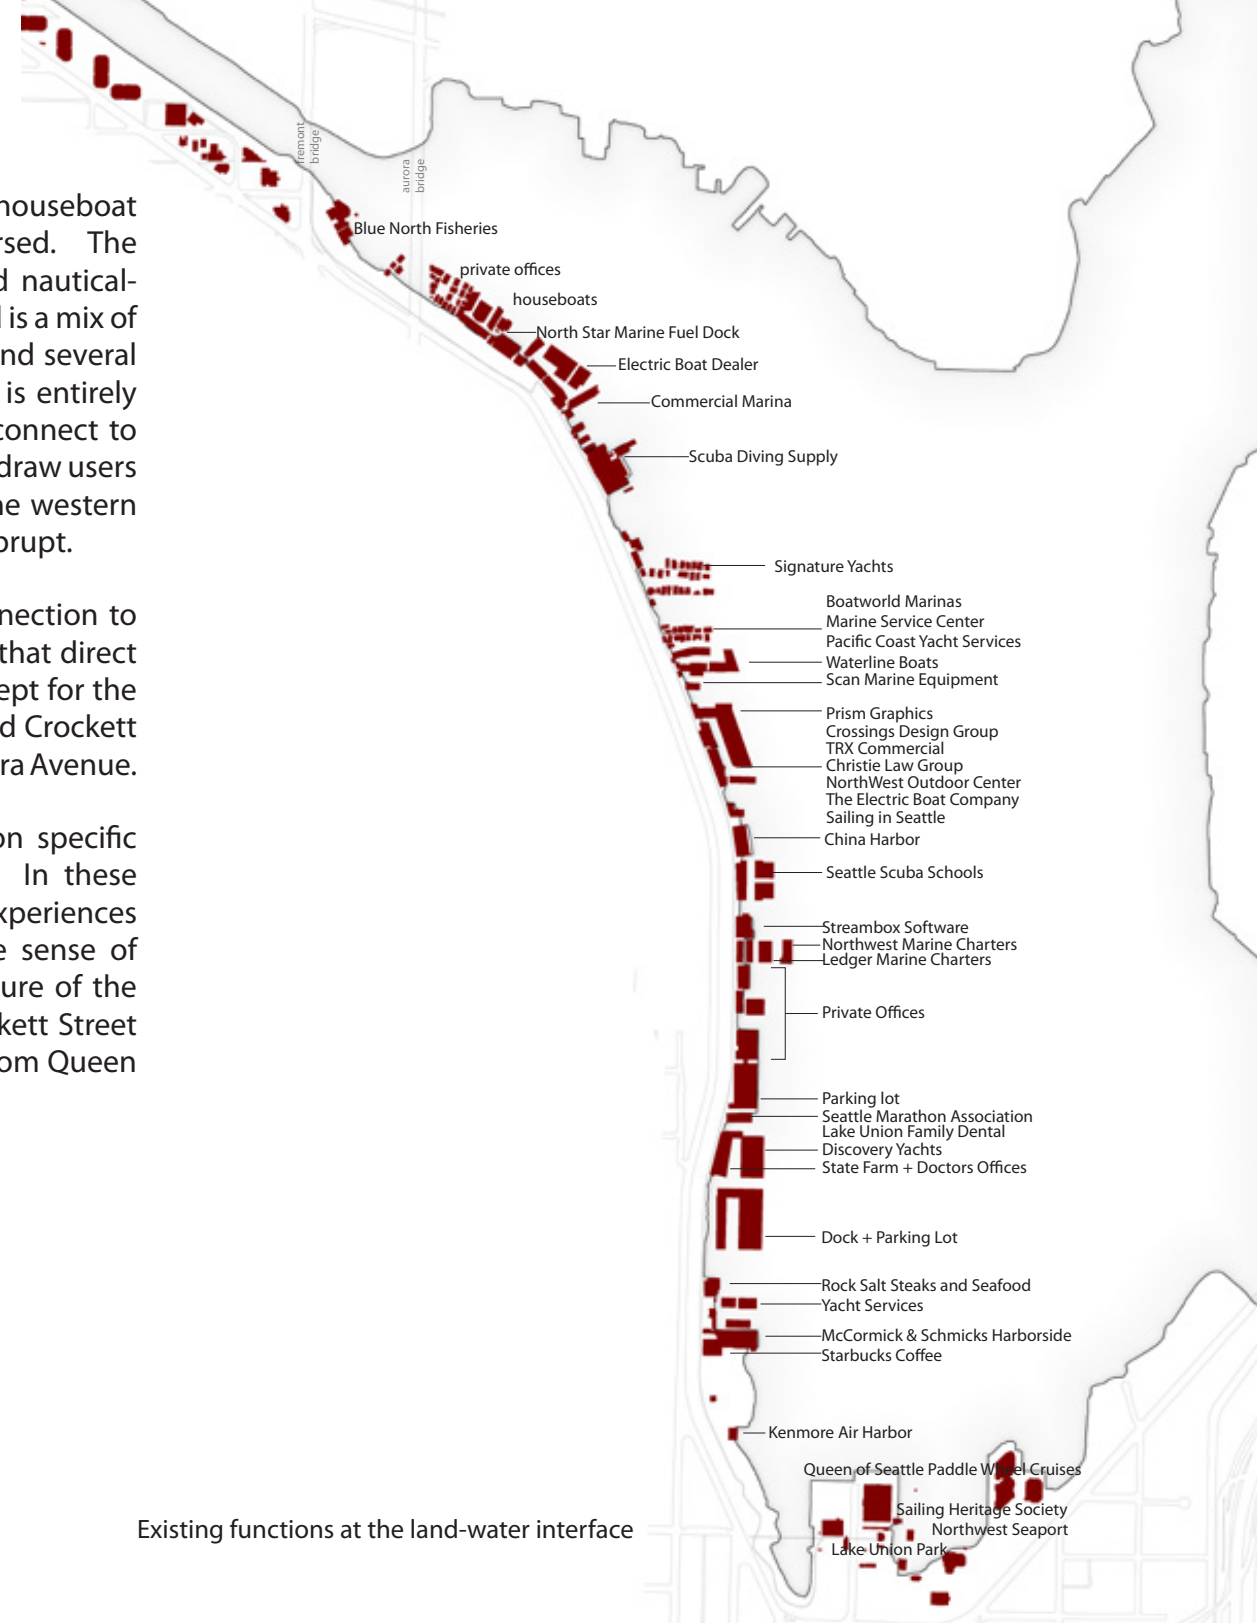 houseboat
rsed. The
d nautical-
is a mix of
nd several
is entirely
connect to
draw users
he western
brupt.
nection to
that direct
ept for the
d Crockett
ra Avenue.
on specific
In these
xperiences
e sense of
ure of the
kett Street
om Queen
fremont
bridge
aurora
bridge
Blue North Fisheries
private offices
houseboats
North Star Marine Fuel Dock
Electric Boat Dealer
Commercial Marina
Scuba Diving Supply
Signature Yachts
Boatworld Marinas
Marine Service Center
Pacific Coast Yacht Services
Waterline Boats
Scan Marine Equipment
Prism Graphics
Crossings Design Group
TRX Commercial
Christie Law Group
NorthWest Outdoor Center
The Electric Boat Company
Sailing in Seattle
China Harbor
Seattle Scuba Schools
Streambox Software
Northwest Marine Charters
Ledger Marine Charters
Private Offices
Parking lot
Seattle Marathon Association
Lake Union Family Dental
Discovery Yachts
State Farm + Doctors Offices
Dock + Parking Lot
Rock Salt Steaks and Seafood
Yacht Services
McCormick & Schmicks Harborside
Starbucks Coffee
Kenmore Air Harbor
Queen of Seattle Paddle Wheel Cruises
Sailing Heritage Society
Northwest Seaport
Lake Union Park
Existing functions at the land-water interface